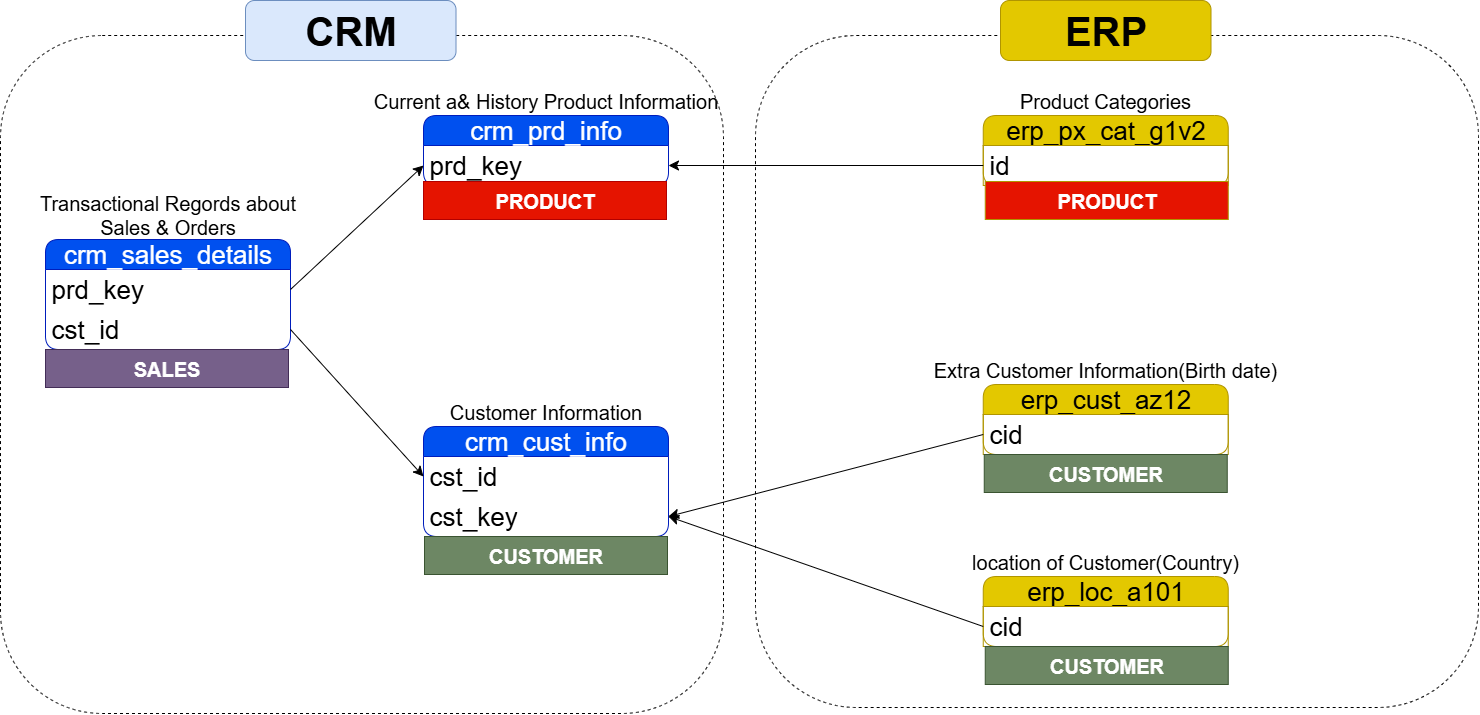 CRM
Current a& History Product Information
crm_prd_info
prd_key
PRODUCT
Transactional Regords about
Sales & Orders
crm_sales_details
prd_key
cst_id
SALES
Customer Information
crm_cust_info
cst_id
cst_key
CUSTOMER
ERP
Product Categories
erp_px_cat_g1v2
id
PRODUCT
Extra Customer Information(Birth date)
erp_cust_az12
cid
CUSTOMER
location of Customer(Country)
erp_loc_a101
cid
CUSTOMER